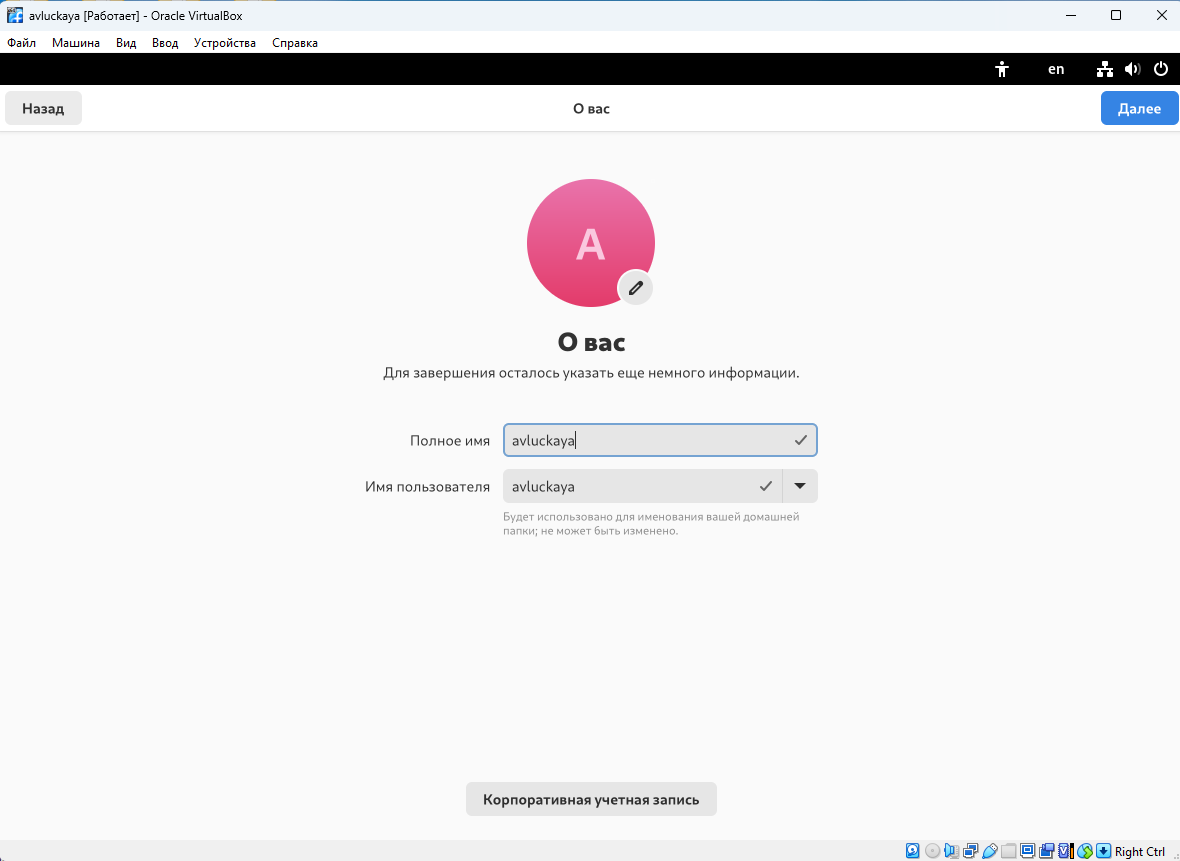 avluckaya [Работает] - Oracle VirtualBox
Файл Машина Вид Ввод Устройства Справка
en
Назад О вас Далее
A
О вас
Для завершения осталось указать еще немного информации.
Полное имя avluckaya
Имя пользователя avluckaya
Будет использовано для именования вашей домашней
папки; не может быть изменено.
Корпоративная учетная запись
Right Ctrl